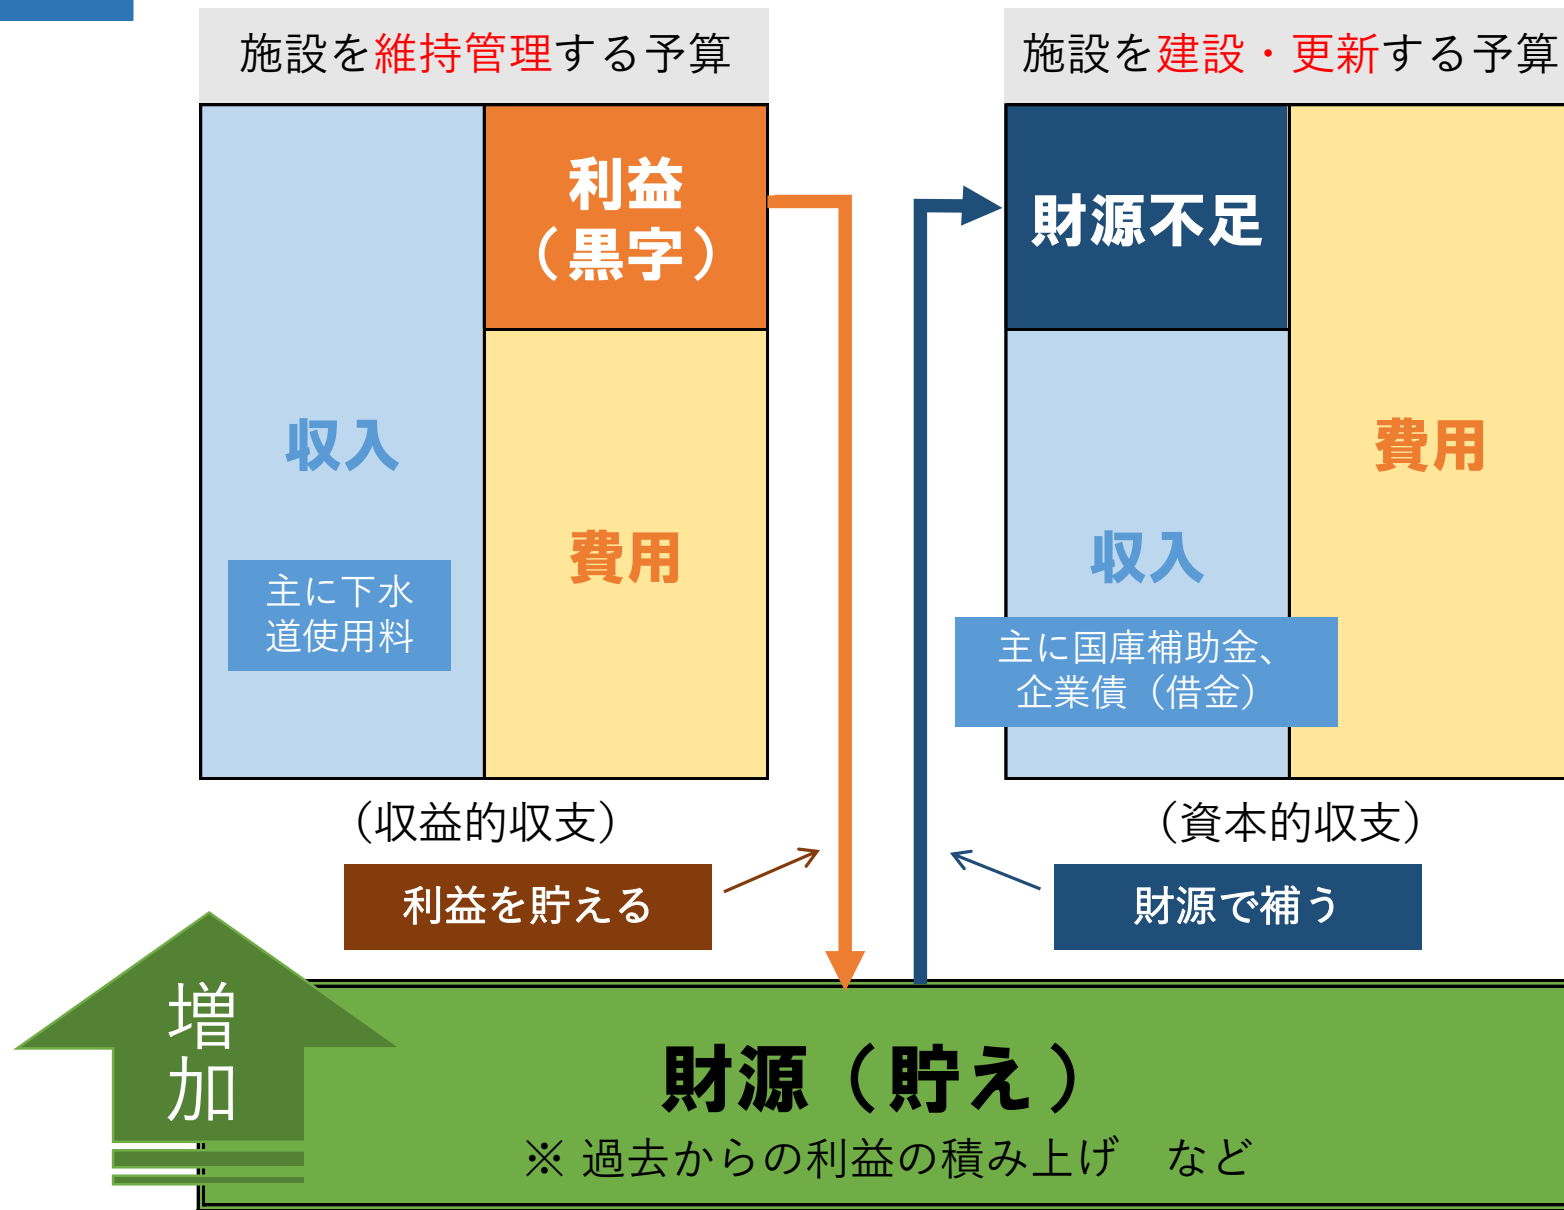 施設を維持管理する予算
施設を建設・更新する予算
利益
（黒字）
財源不足
収入
費用
主に下水
道使用料
費用
収入
主に国庫補助金、
企業債（借金）
（収益的収支）
（資本的収支）
利益を貯える
財源で補う
増
加
財源（貯え）
※ 過去からの利益の積み上げ　など